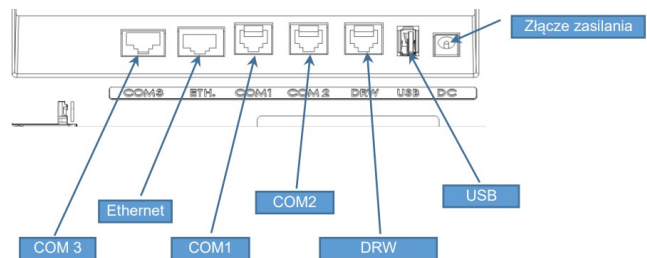 Złącze zasilania
COM3 ETH. COM1 COM 2 DRW USB DC
USB
COM2
Ethernet
COM 3 COM1 DRW